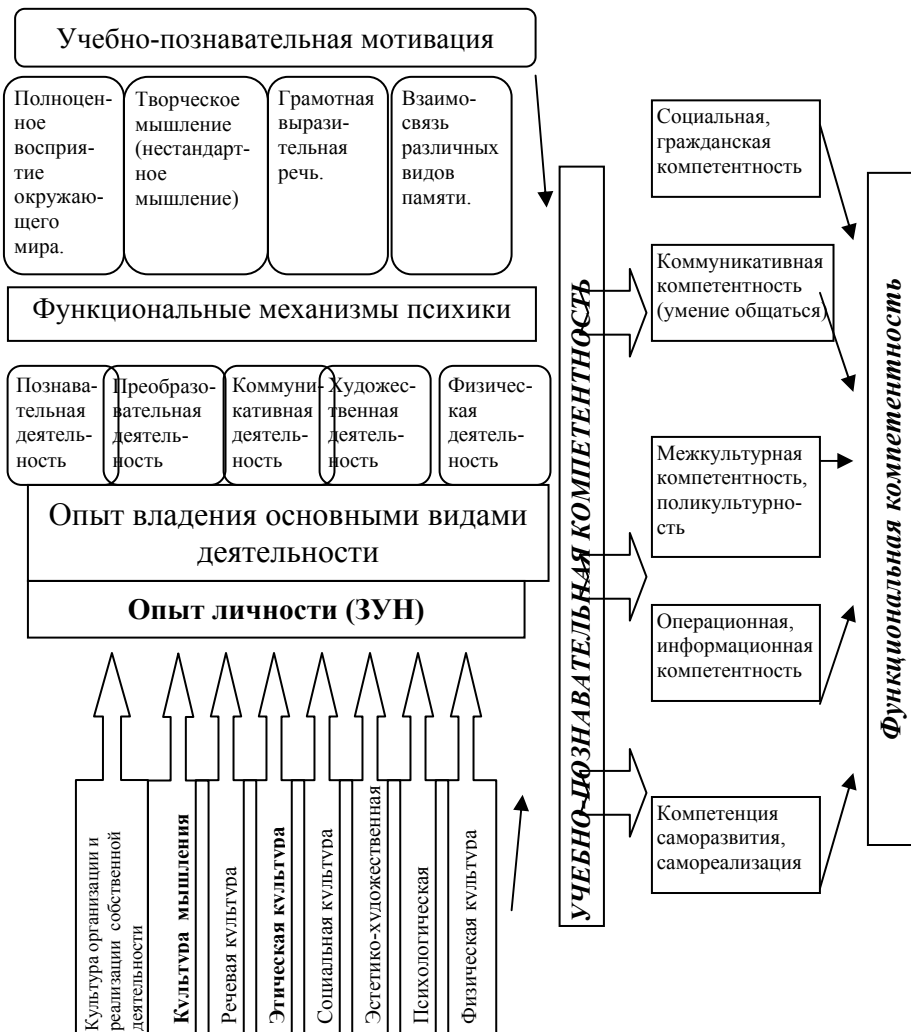 Учебно-познавательная мотивация
Полноцен-
ное
восприя-
тие
окружаю-
щего
мира.
Творческое
мышление
(нестандарт-
ное
мышление)
Грамотная
вырази-
тельная
речь.
Взаимо-
связь
различных
видов
памяти.
Функциональные механизмы психики
Познава-
тельная
деятель-
ность
Преобразо-
вательная
деятель-
ность
Коммуни-
кативная
деятель-
ность
Художес-
твенная
деятель-
ность
Физичес-
кая
деятель-
ность
Опыт владения основными видами
деятельности
Опыт личности (ЗУН)
Культура организации и
реализации собственной
деятельности
Культура мышления
Речевая культура
Этическая культура
Социальная культура
Эстетико-художественная
Психологическая
Физическая культура
УЧЕБНО-ПОЗНАВАТЕЛЬНАЯ КОМПЕТЕНТНОСТЬ
Социальная,
гражданская
компетентность
Коммуникативная
компетентность
(умение общаться)
Межкультурная
компетентность,
поликультурно-
сть
Операционная,
информационная
компетентность
Компетенция
саморазвития,
самореализация
Функциональная компетентность